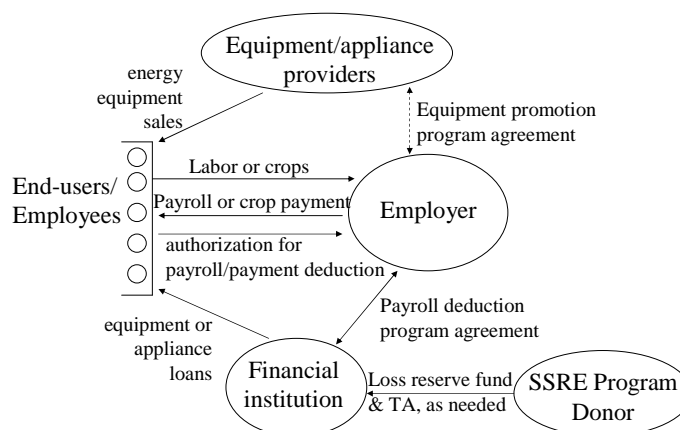 Equipment/appliance
providers
energy
equipment
sales
Equipment promotion
program agreement
Labor or crops
End-users/
Employees
Payroll or crop payment
Employer
authorization for
payroll/payment deduction
Payroll deduction
program agreement
equipment or
appliance
loans
Financial
institution
Loss reserve fund
& TA, as needed
SSRE Program
Donor